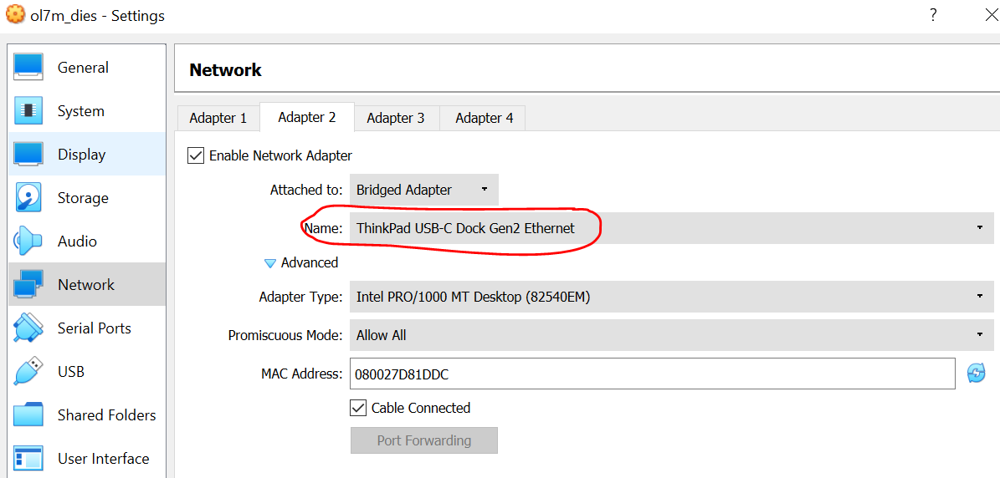 ol7m_dies - Settings ?
General
System
Display
Storage
Audio
Network
Serial Ports
USB
Shared Folders
User Interface
Network
Adapter 1 Adapter 2 Adapter 3 Adapter 4
Enable Network Adapter
Attached to: Bridged Adapter
Name: ThinkPad USB-C Dock Gen2 Ethernet
Advanced
Adapter Type: Intel PRO/1000 MT Desktop (82540EM)
Promiscuous Mode: Allow All
MAC Address: 080027D81DDC
Cable Connected
Port Forwarding